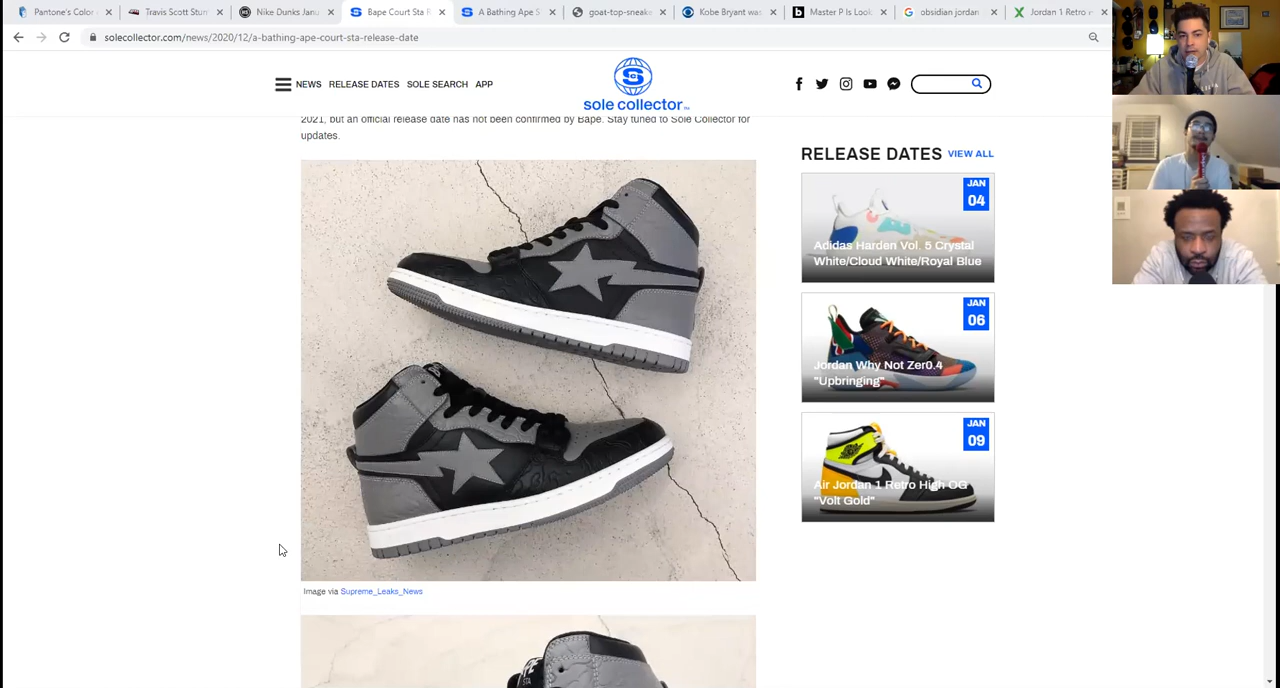 Pantone's Color
Travis Scott Stun
Nike Dunks Janu
Bape Court Sta
A Bathing Ape S
goat-top-sneak
Kobe Bryant was
Master P Is Look
obsidian jordan
Jordan 1 Retro
solecollector.com/news/2020/12/a-bathing-ape-court-sta-release-date
NEWS RELEASE DATES SOLE SEARCH APP
S
sole collector
2021, but an official release date has not been confirmed by Bape. Stay tuned to Sole Collector for
updates.
RELEASE DATES VIEW ALL
JAN
04
Adidas Harden Vol. 5 Crystal
White/Cloud White/Royal Blue
JAN
06
Jordan Why Not Zer0.4
"Upbringing"
JAN
09
Air Jordan 1 Retro High OG
"Volt Gold"
Image via Supreme_Leaks_News
STA